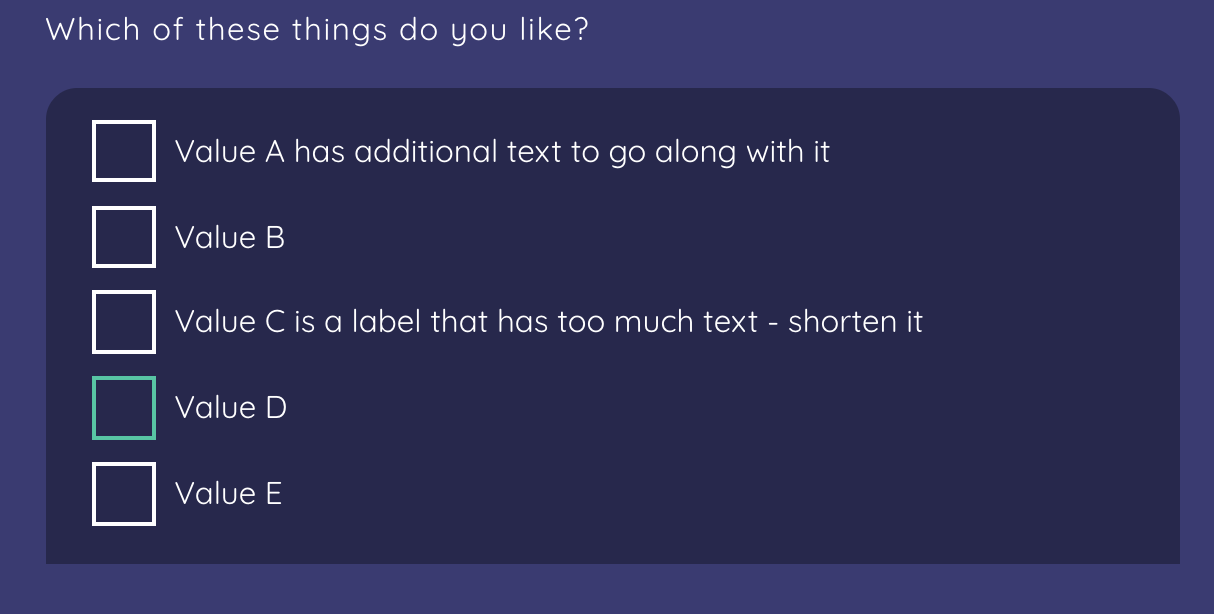 Which of these things do you like?
Value A has additional text to go along with it
Value B
Value C is a label that has too much text - shorten it
Value D
Value E